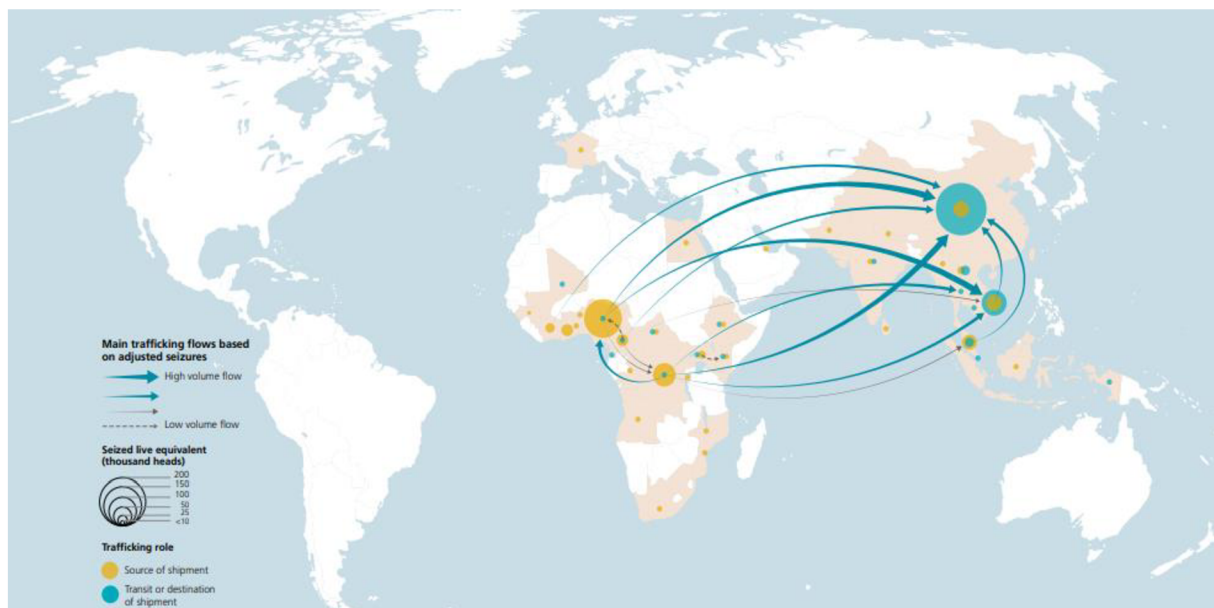 Main trafficking flows based
on adjusted seizures
High volume flow
Low volume flow
Seized live equivalent
(thousand heads)
200
150
100
50
25
<10
Trafficking role
Source of shipment
Transit or destination
of shipment